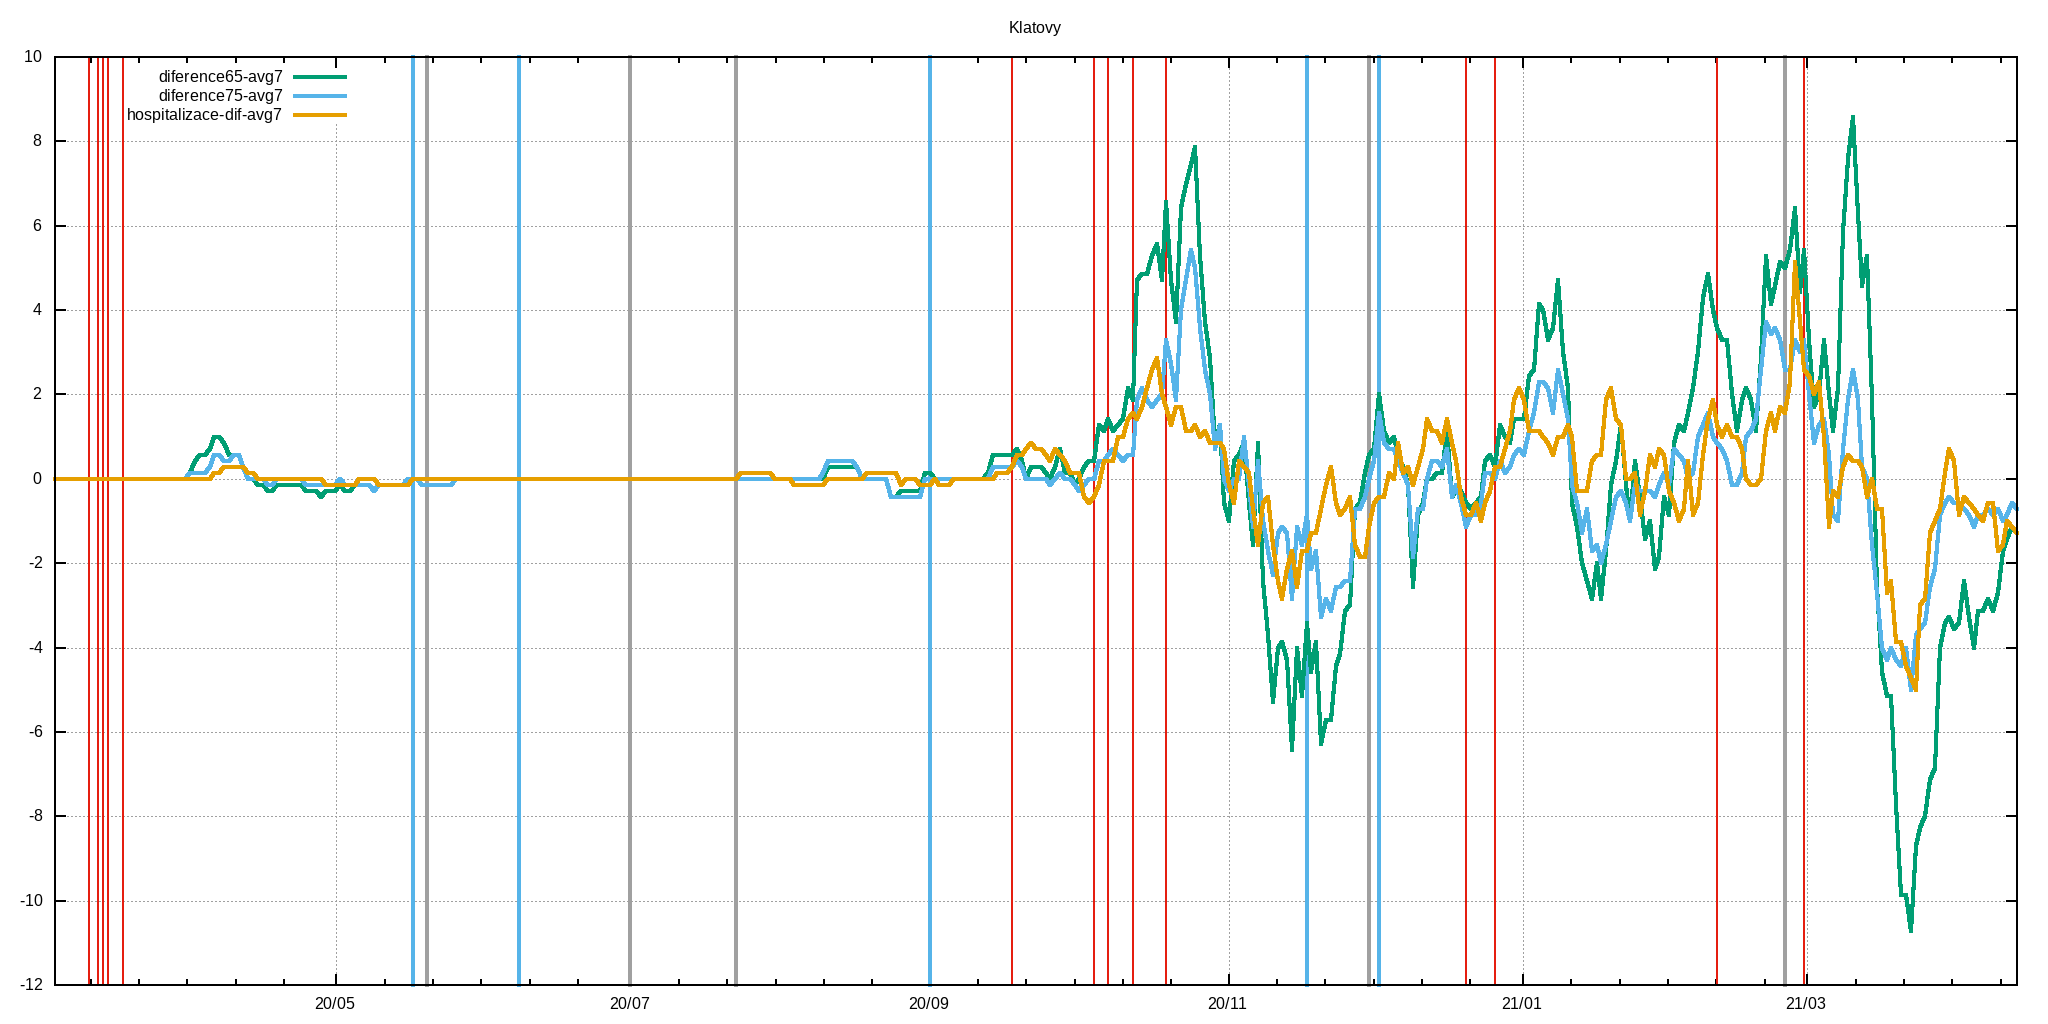 Klatovy
diference65-avg7
diference75-avg7
hospitalizace-dif-avg7
10
8
6
4
2
0
-2
-4
-6
-8
-10
-12
20/05 20/07 20/09 20/11 21/01 21/03